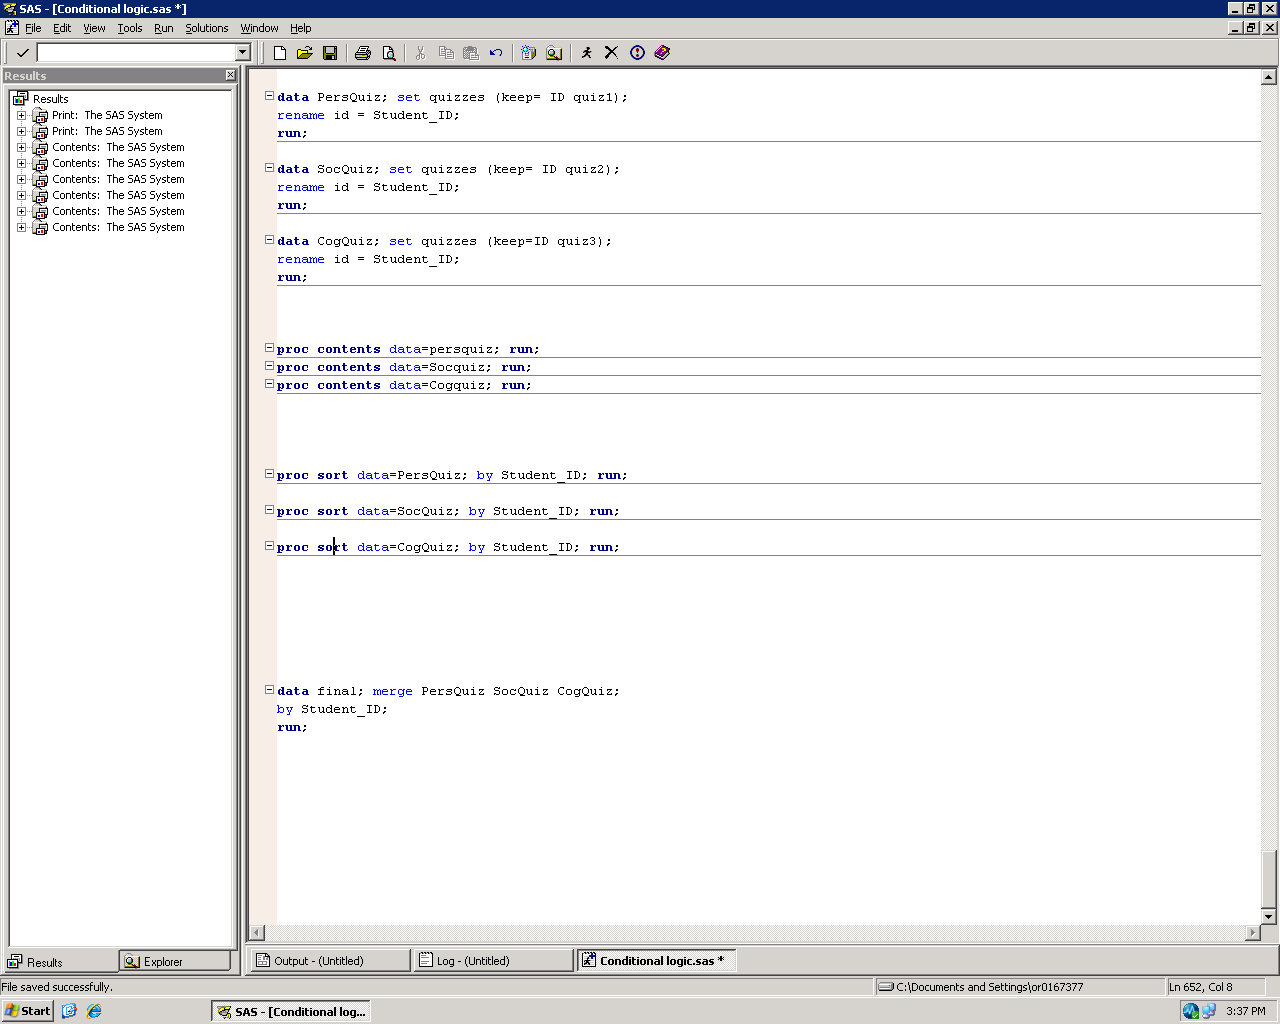 SAS - [Conditional logic.sas *]
File Edit View Tools Run Solutions Window Help
Results
Results
Print: The SAS System
Print: The SAS System
Contents: The SAS System
Contents: The SAS System
Contents: The SAS System
Contents: The SAS System
Contents: The SAS System
Contents: The SAS System
data PersQuiz; set quizzes (keep= ID quiz1);
rename id = Student_ID;
run;
data SocQuiz; set quizzes (keep= ID quiz2);
rename id = Student_ID;
run;
data CogQuiz; set quizzes (keep=ID quiz3);
rename id = Student_ID;
run;
proc contents data=persquiz; run;
proc contents data=Socquiz; run;
proc contents data=Cogquiz; run;
proc sort data=PersQuiz; by Student_ID; run;
proc sort data=SocQuiz; by Student_ID; run;
proc sort data=CogQuiz; by Student_ID; run;
data final; merge PersQuiz SocQuiz CogQuiz;
by Student_ID;
run;
Results Explorer
Output - (Untitled) Log - (Untitled) Conditional logic.sas *
File saved successfully. C:\Documents and Settings\or0167377 Ln 652, Col 8
Start SAS - [Conditional log... 3:37 PM